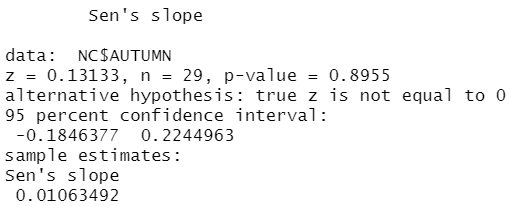 Sen's slope
data:  NC$AUTUMN
z = 0.13133, n = 29, p-value = 0.8955
alternative hypothesis: true z is not equal to 0
95 percent confidence interval:
-0.1846377  0.2244963
sample estimates:
Sen's slope
0.01063492